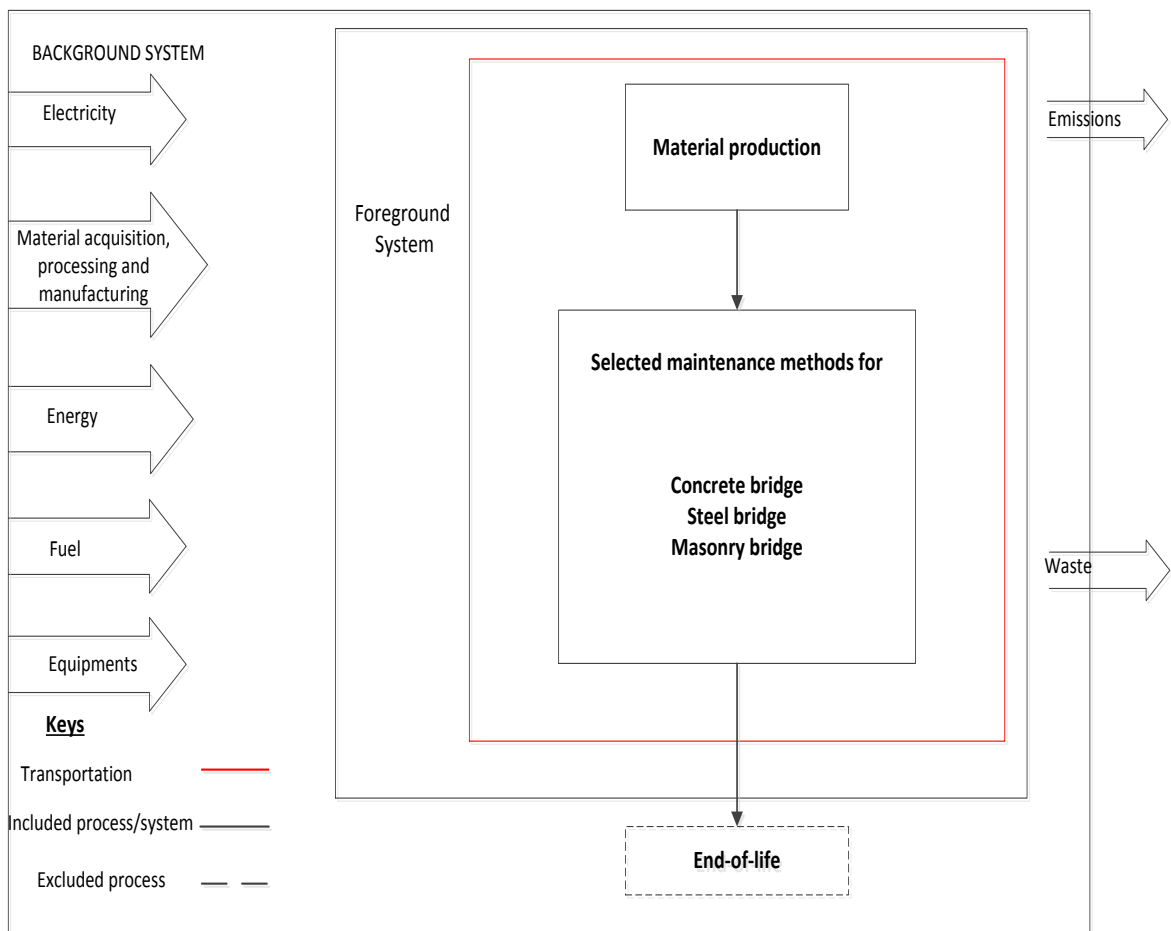 BACKGROUND SYSTEM
Electricity
Material acquisition,
processing and
manufacturing
Energy
Fuel
Equipments
Keys
Transportation
Included process/system
Excluded process
Foreground
System
Material production
Selected maintenance methods for
Concrete bridge
Steel bridge
Masonry bridge
End-of-life
Emissions
Waste